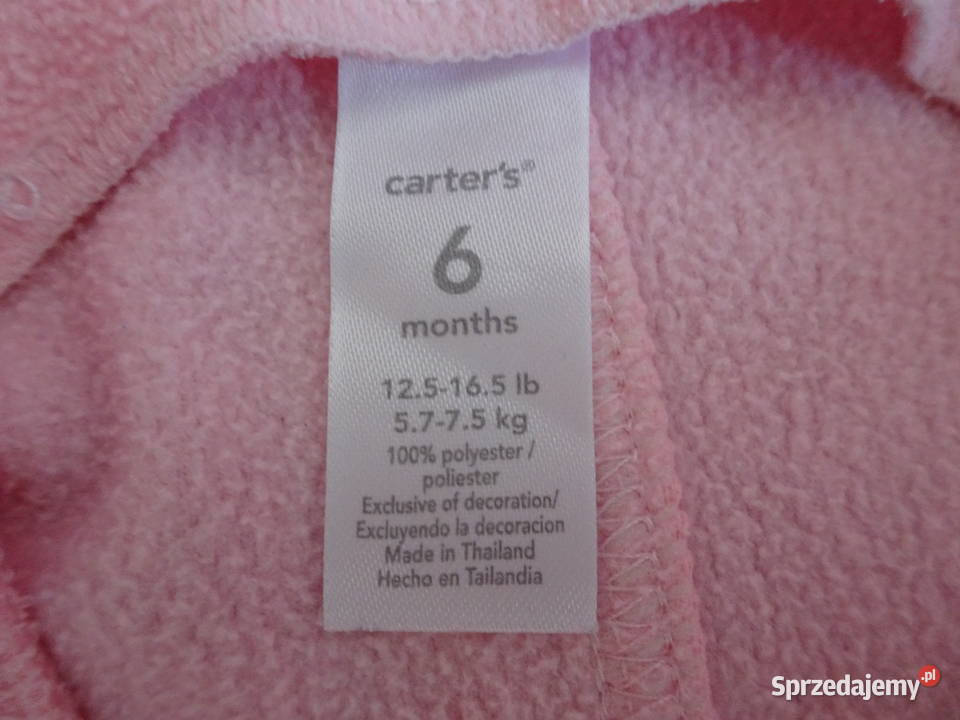 carter's®
6
months
12.5-16.5 lb
5.7-7.5 kg
100% polyester /
poliester
Exclusive of decoration/
Excluyendo la decoracion
Made in Thailand
Hecho en Tailandia
Sprzedajemy.pl